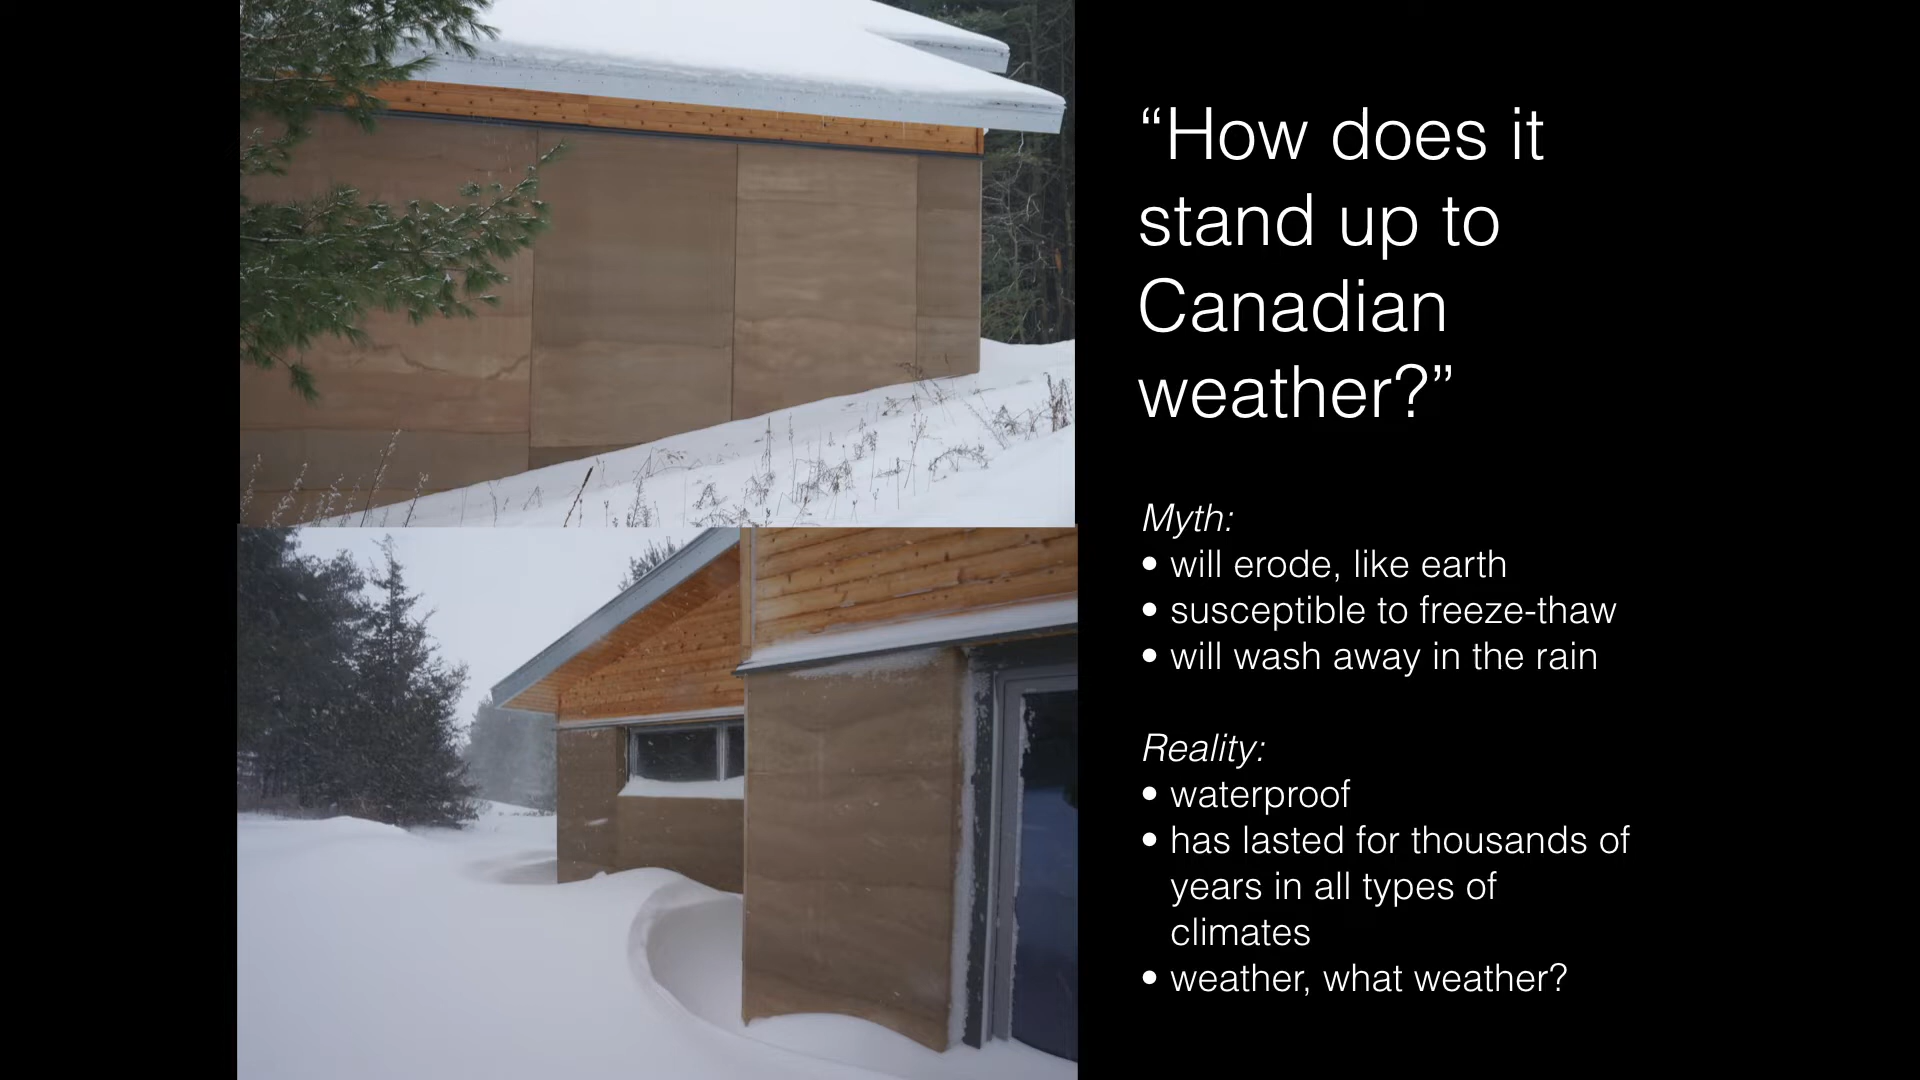 “How does it
stand up to
Canadian
weather?”
Myth:
• will erode, like earth
• susceptible to freeze-thaw
• will wash away in the rain
Reality:
• waterproof
• has lasted for thousands of
years in all types of
climates
• weather, what weather?